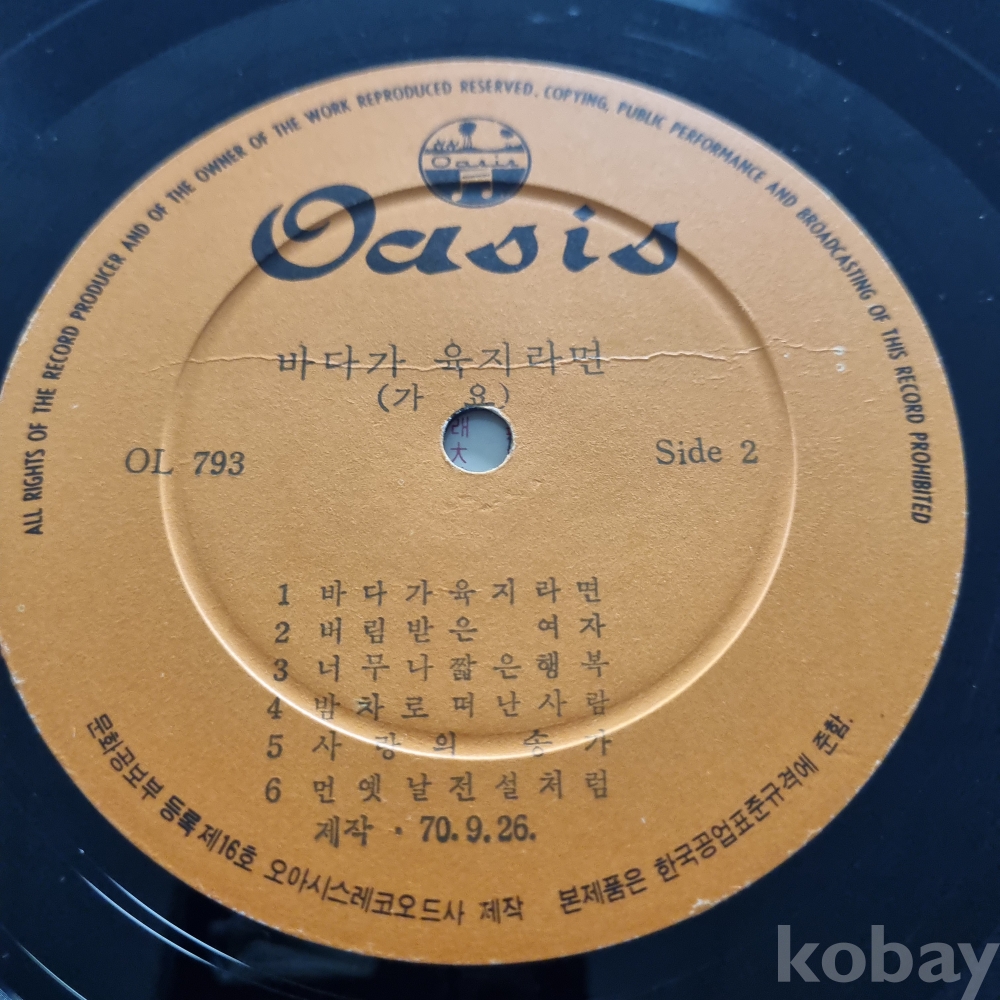 ALL RIGHTS OF THE RECORD PRODUCER AND OF THE OWNER OF THE WORK REPRODUCED RESERVED. COPYING, PUBLIC PERFORMANCE AND BROADCASTING OF THIS RECORD PROHIBITED
Oasis
Oasis
바다가 육지라면
(가 요)
래
大
OL 793
Side 2
1 바다가육지라면
2 버림받은 여자
3 너무나짧은행복
4 밤차로떠난사람
5 사랑의 송가
6 먼옛날전설처럼
제작 · 70.9.26.
문화공보부 등록 제16호 오아시스레코오드사 제작 본제품은 한국공업표준규격에 준함.
kobay